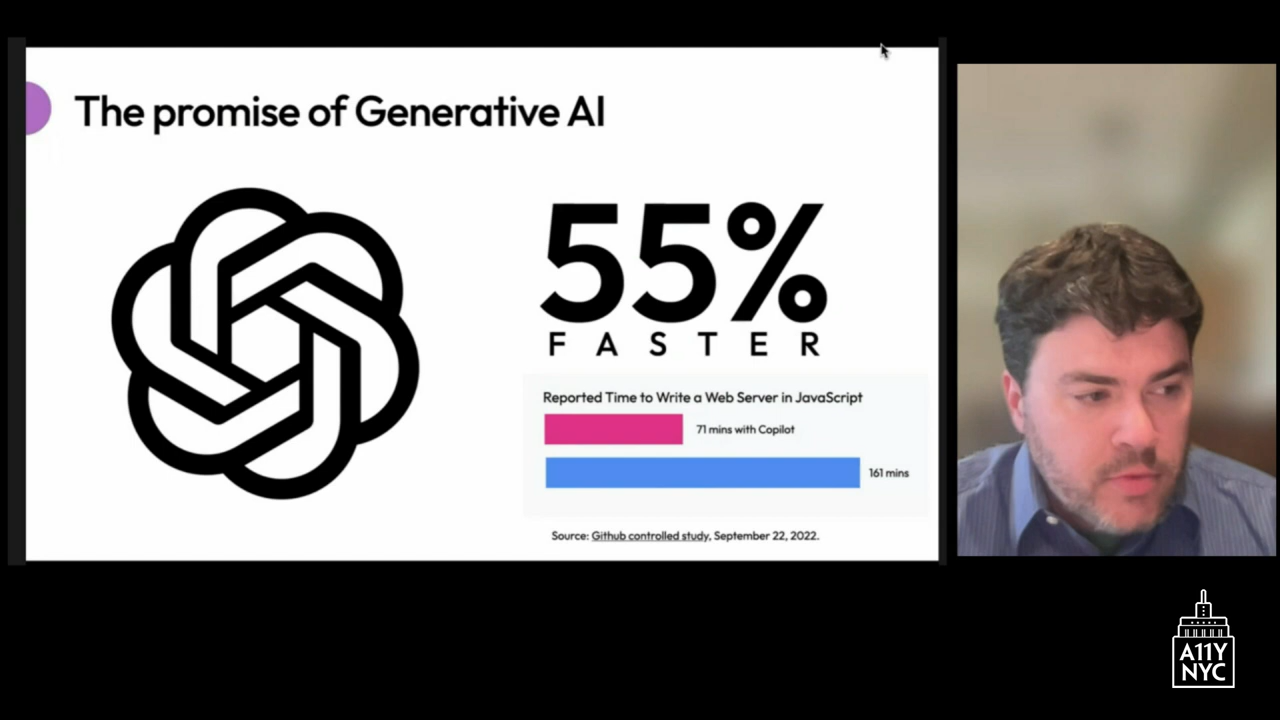 The promise of Generative AI
55%
FASTER
Reported Time to Write a Web Server in JavaScript
71 mins with Copilot
161 mins
Source: Github controlled study, September 22, 2022.
A11Y
NYC